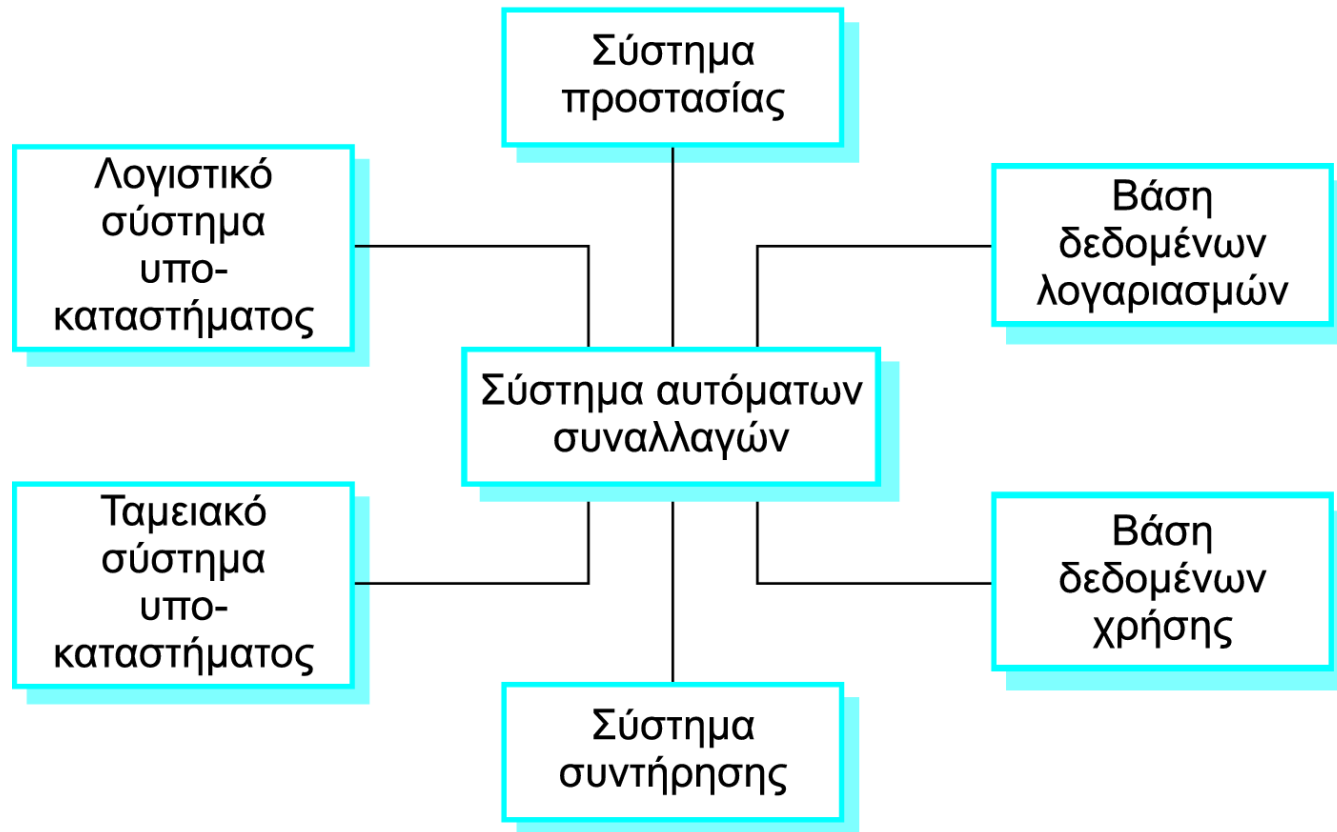 Σύστημα
προστασίας
Λογιστικό
σύστημα
υπο-
καταστήματος
Βάση
δεδομένων
λογαριασμών
Σύστημα αυτόματων
συναλλαγών
Ταμειακό
σύστημα
υπο-
καταστήματος
Βάση
δεδομένων
χρήσης
Σύστημα
συντήρησης